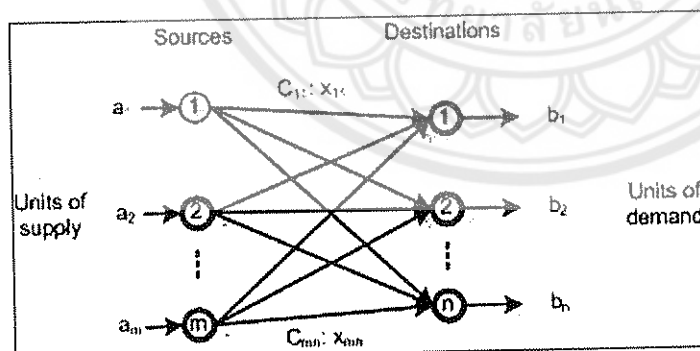 Sources Destinations
C₁₁: x₁₁
a₁ 1 1 b₁
Units of supply a₂ 2 2 b₂ Units of demand
aₘ m n bₙ
Cₘₙ: xₘₙ